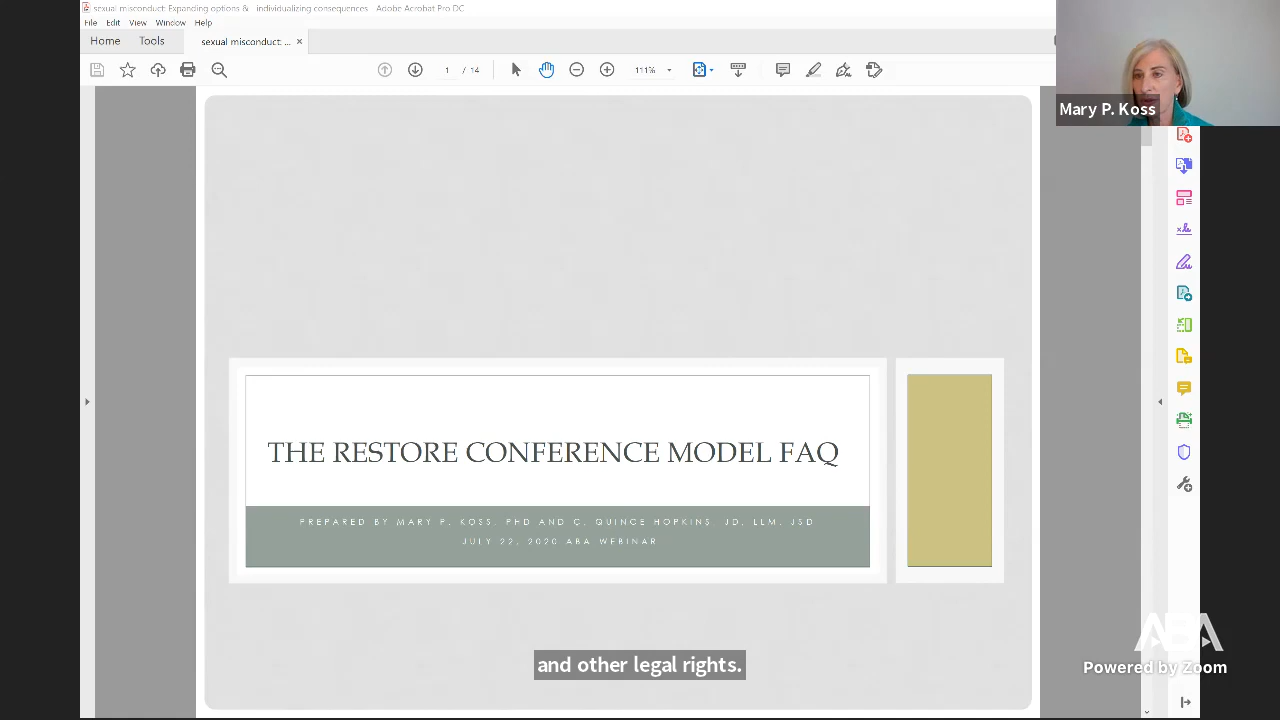 sexual misconduct: Expanding options & individualizing consequences - Adobe Acrobat Pro DC
File Edit View Window Help
Home Tools sexual misconduct: ... ×
1 / 14 111%
Mary P. Koss
THE RESTORE CONFERENCE MODEL FAQ
PREPARED BY MARY P. KOSS, PHD AND C. QUINCE HOPKINS, JD, LLM, JSD
JULY 22, 2020 ABA WEBINAR
and other legal rights.
ABA
Powered by Zoom